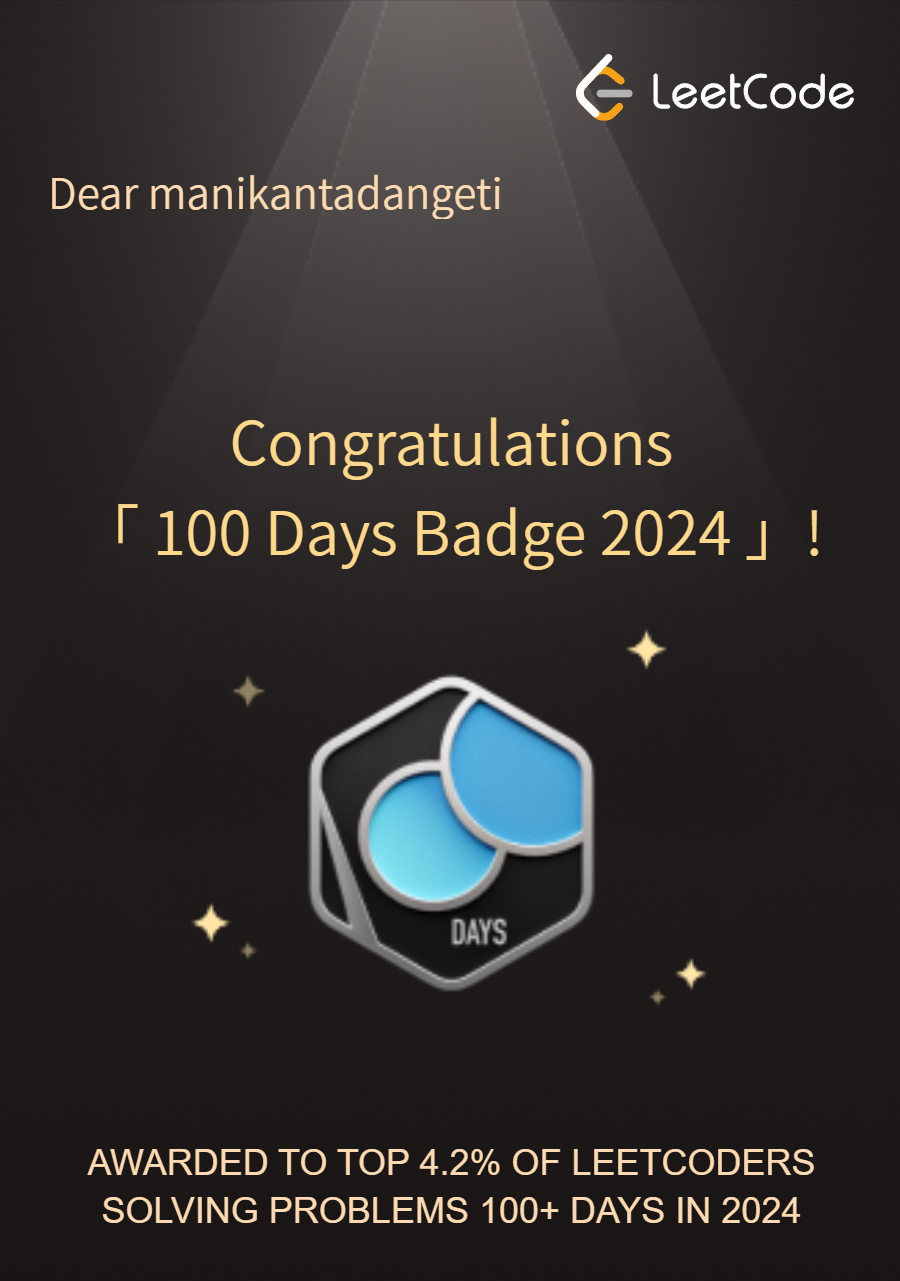 LeetCode
Dear manikantadangeti
Congratulations
「 100 Days Badge 2024 」!
DAYS
AWARDED TO TOP 4.2% OF LEETCODERS
SOLVING PROBLEMS 100+ DAYS IN 2024